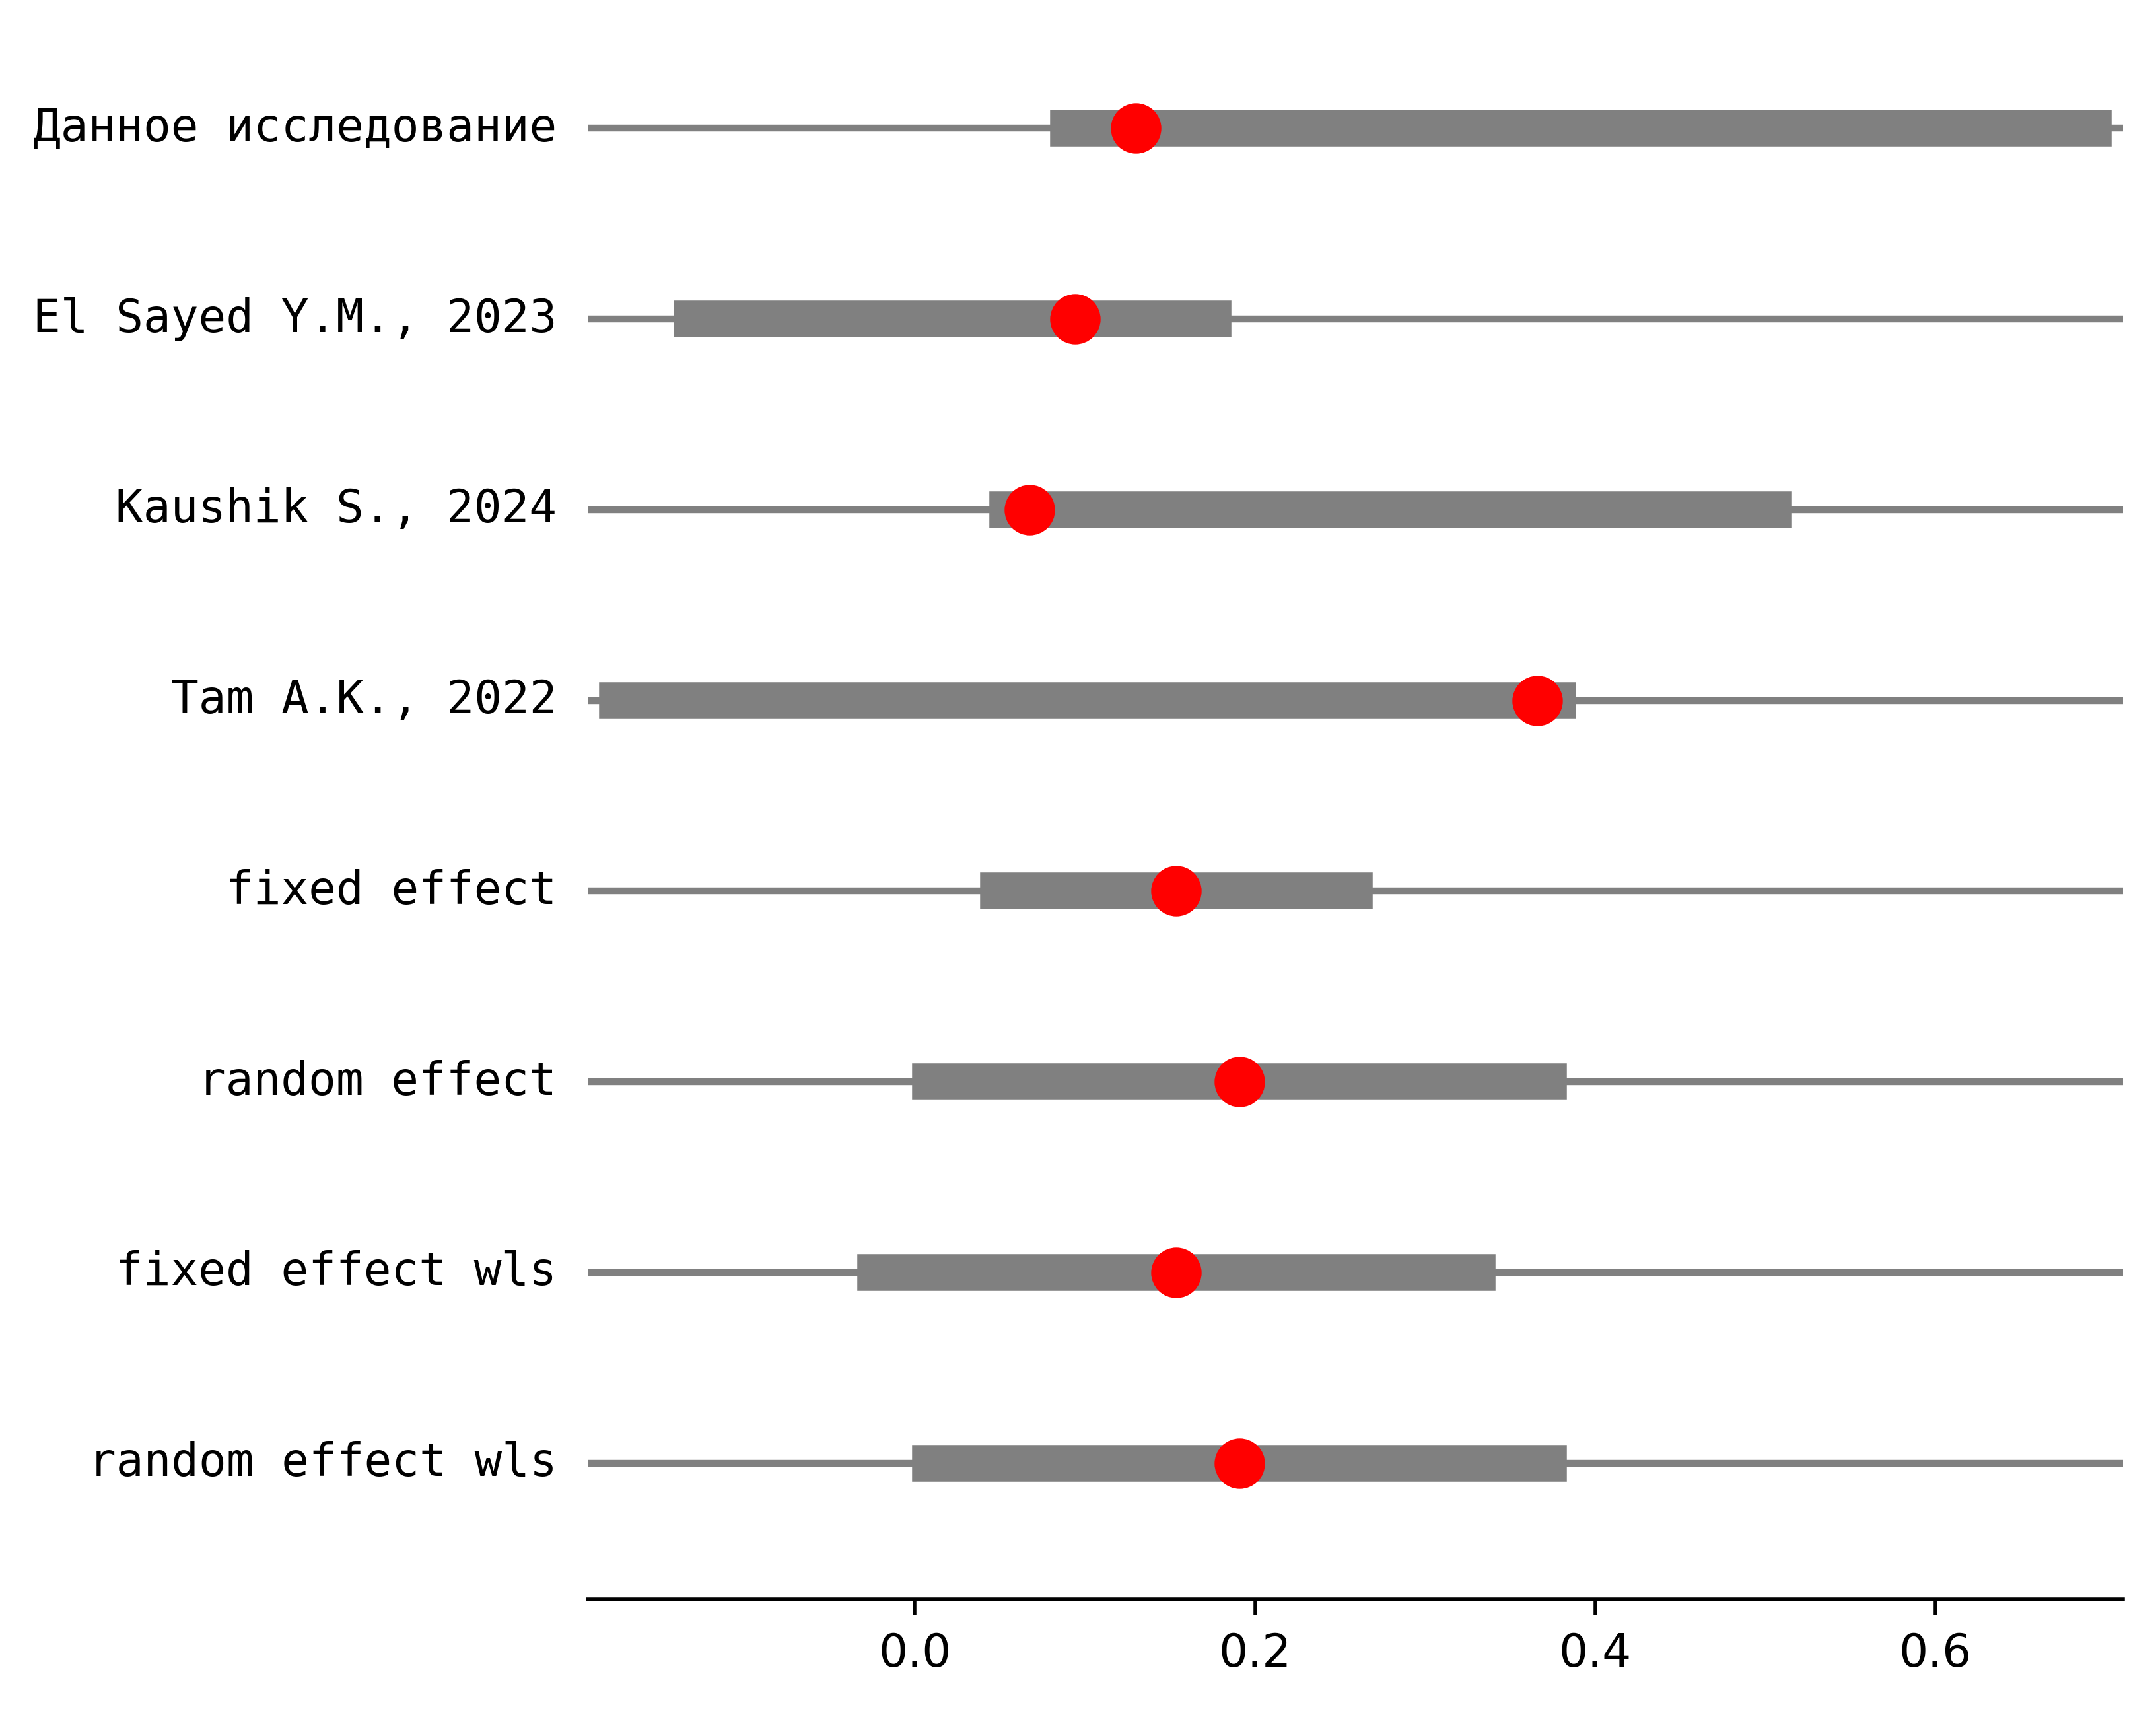 Данное исследование
El Sayed Y.M., 2023
Kaushik S., 2024
Tam A.K., 2022
fixed effect
random effect
fixed effect wls
random effect wls
0.0 0.2 0.4 0.6